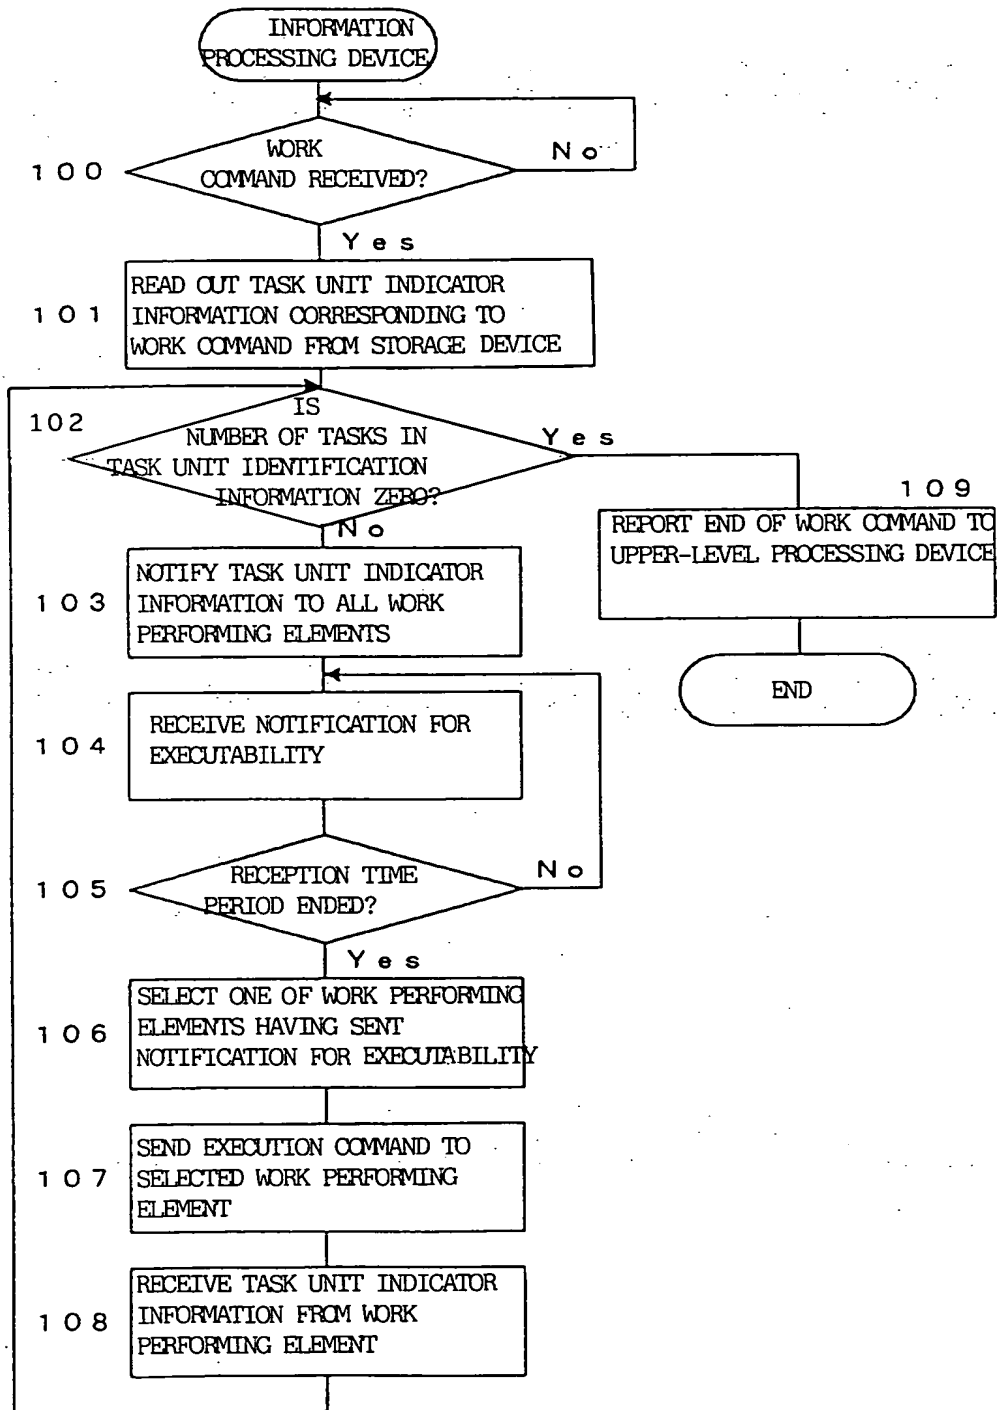 INFORMATION
PROCESSING DEVICE
100
WORK
COMMAND RECEIVED?
No
Yes
101
READ OUT TASK UNIT INDICATOR
INFORMATION CORRESPONDING TO
WORK COMMAND FROM STORAGE DEVICE
102
IS
NUMBER OF TASKS IN
TASK UNIT IDENTIFICATION
INFORMATION ZERO?
Yes
No
109
REPORT END OF WORK COMMAND TO
UPPER-LEVEL PROCESSING DEVICE
END
103
NOTIFY TASK UNIT INDICATOR
INFORMATION TO ALL WORK
PERFORMING ELEMENTS
104
RECEIVE NOTIFICATION FOR
EXECUTABILITY
105
RECEPTION TIME
PERIOD ENDED?
No
Yes
106
SELECT ONE OF WORK PERFORMING
ELEMENTS HAVING SENT
NOTIFICATION FOR EXECUTABILITY
107
SEND EXECUTION COMMAND TO
SELECTED WORK PERFORMING
ELEMENT
108
RECEIVE TASK UNIT INDICATOR
INFORMATION FROM WORK
PERFORMING ELEMENT